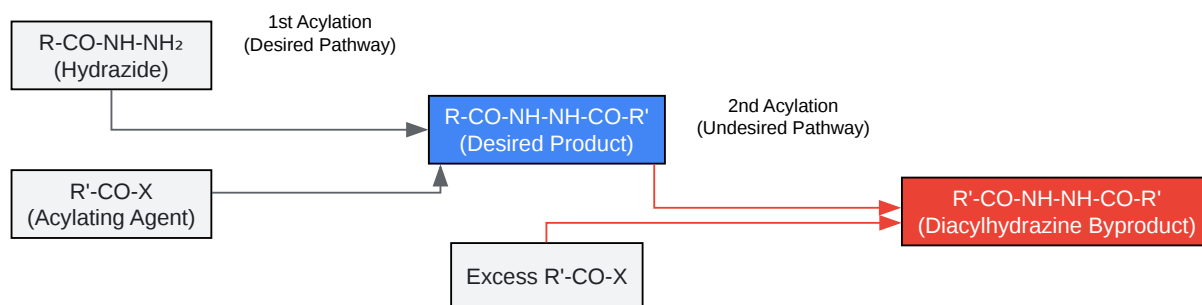 R-CO-NH-NH₂
(Hydrazide)
1st Acylation
(Desired Pathway)
R'-CO-X
(Acylating Agent)
R-CO-NH-NH-CO-R'
(Desired Product)
2nd Acylation
(Undesired Pathway)
Excess R'-CO-X
R'-CO-NH-NH-CO-R'
(Diacylhydrazine Byproduct)